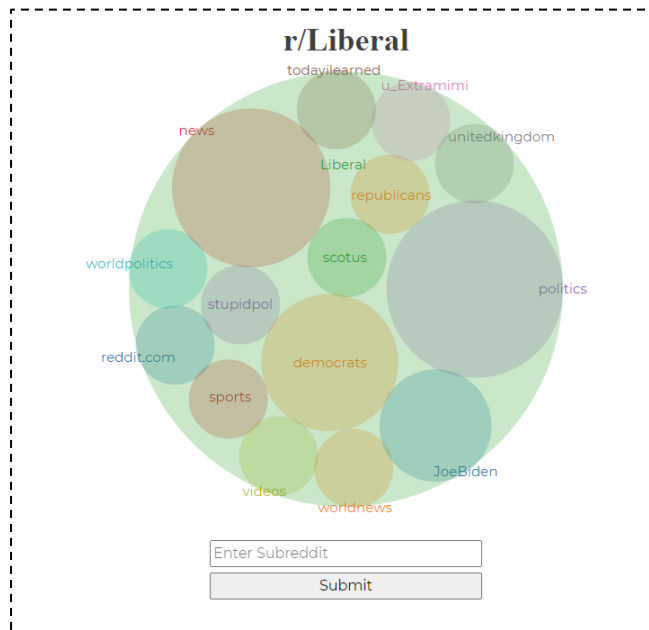 r/Liberal
todayilearned
u_Extramimi
news
unitedkingdom
Liberal
republicans
worldpolitics
scotus
politics
stupidpol
reddit.com
democrats
sports
JoeBiden
videos
worldnews
Enter Subreddit
Submit